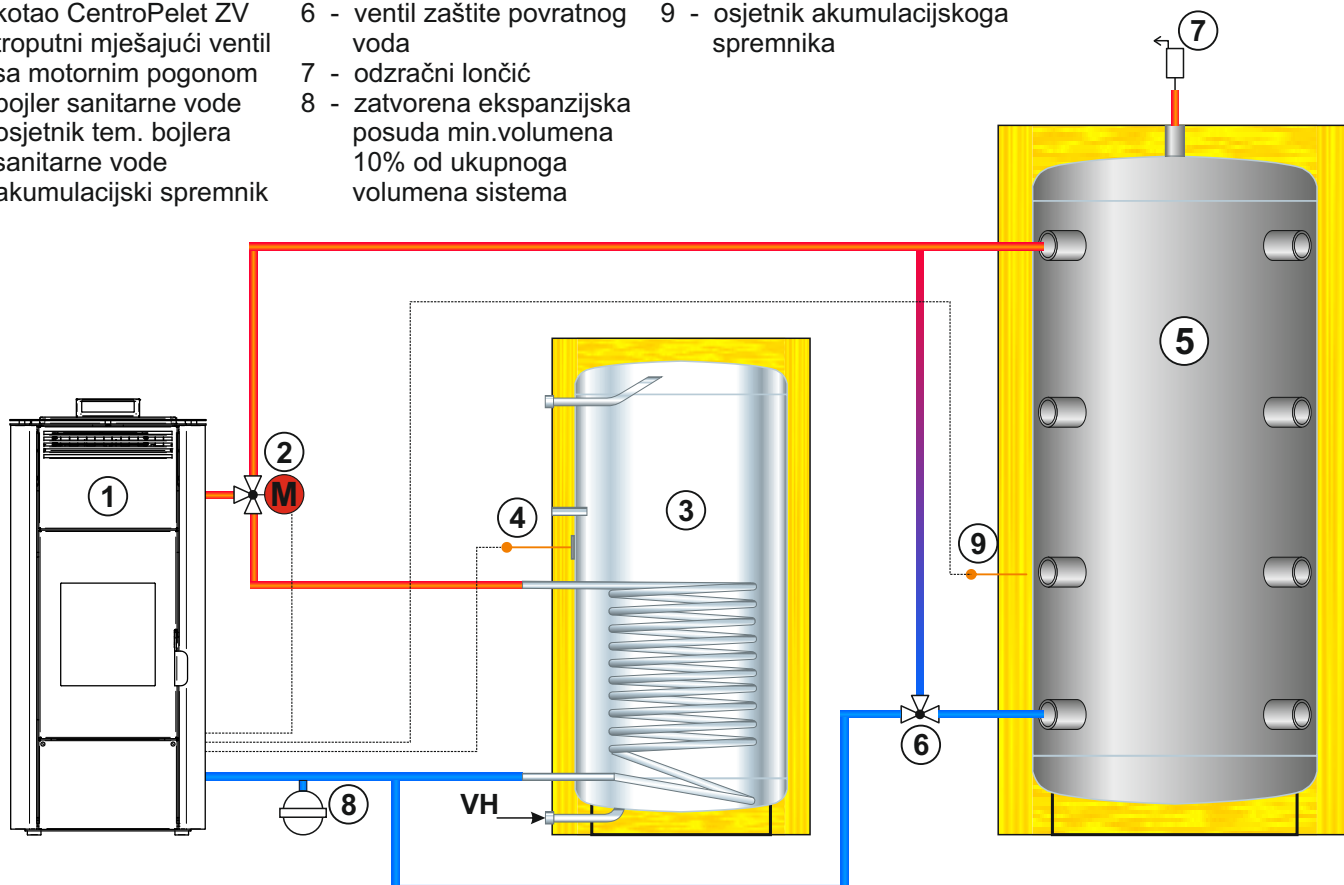 kotao CentroPelet ZV
troputni mješajući ventil
sa motornim pogonom
bojler sanitarne vode
osjetnik tem. bojlera
sanitarne vode
akumulacijski spremnik
6 - ventil zaštite povratnog
voda
7 - odzračni lončić
8 - zatvorena ekspanzijska
posuda min.volumena
10% od ukupnoga
volumena sistema
9 - osjetnik akumulacijskoga
spremnika
7
5
2
M
1
3
4
9
6
8
VH